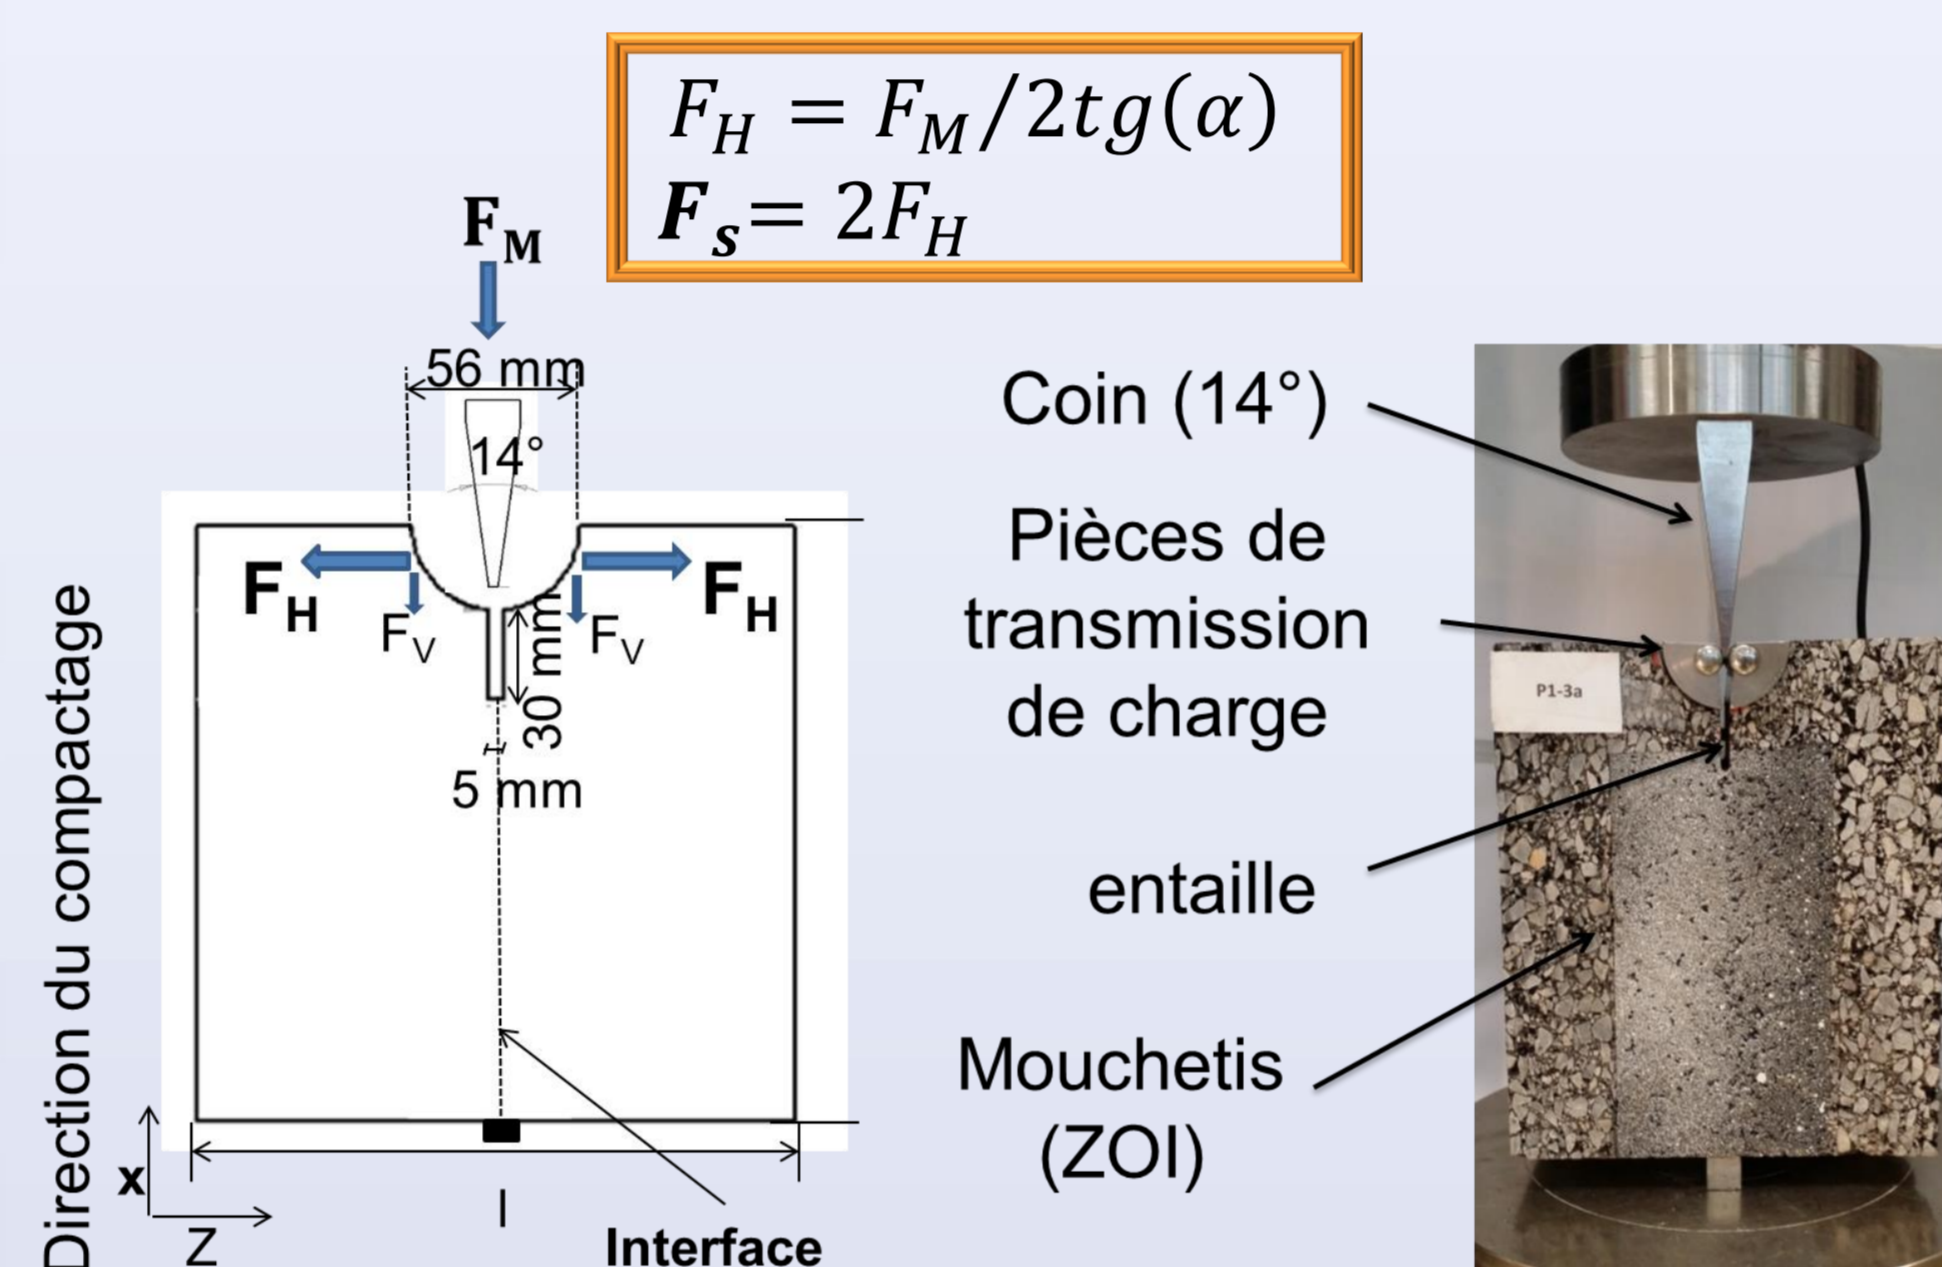 F_H = F_M/2tg(α)
F_s = 2F_H
F_M
56 mm
14°
F_H
F_H
F_V
F_V
30 mm
5 mm
Direction du compactage
x
Z
l
Interface
Coin (14°)
Pièces de
transmission
de charge
entaille
Mouchetis
(ZOI)
P1-3a